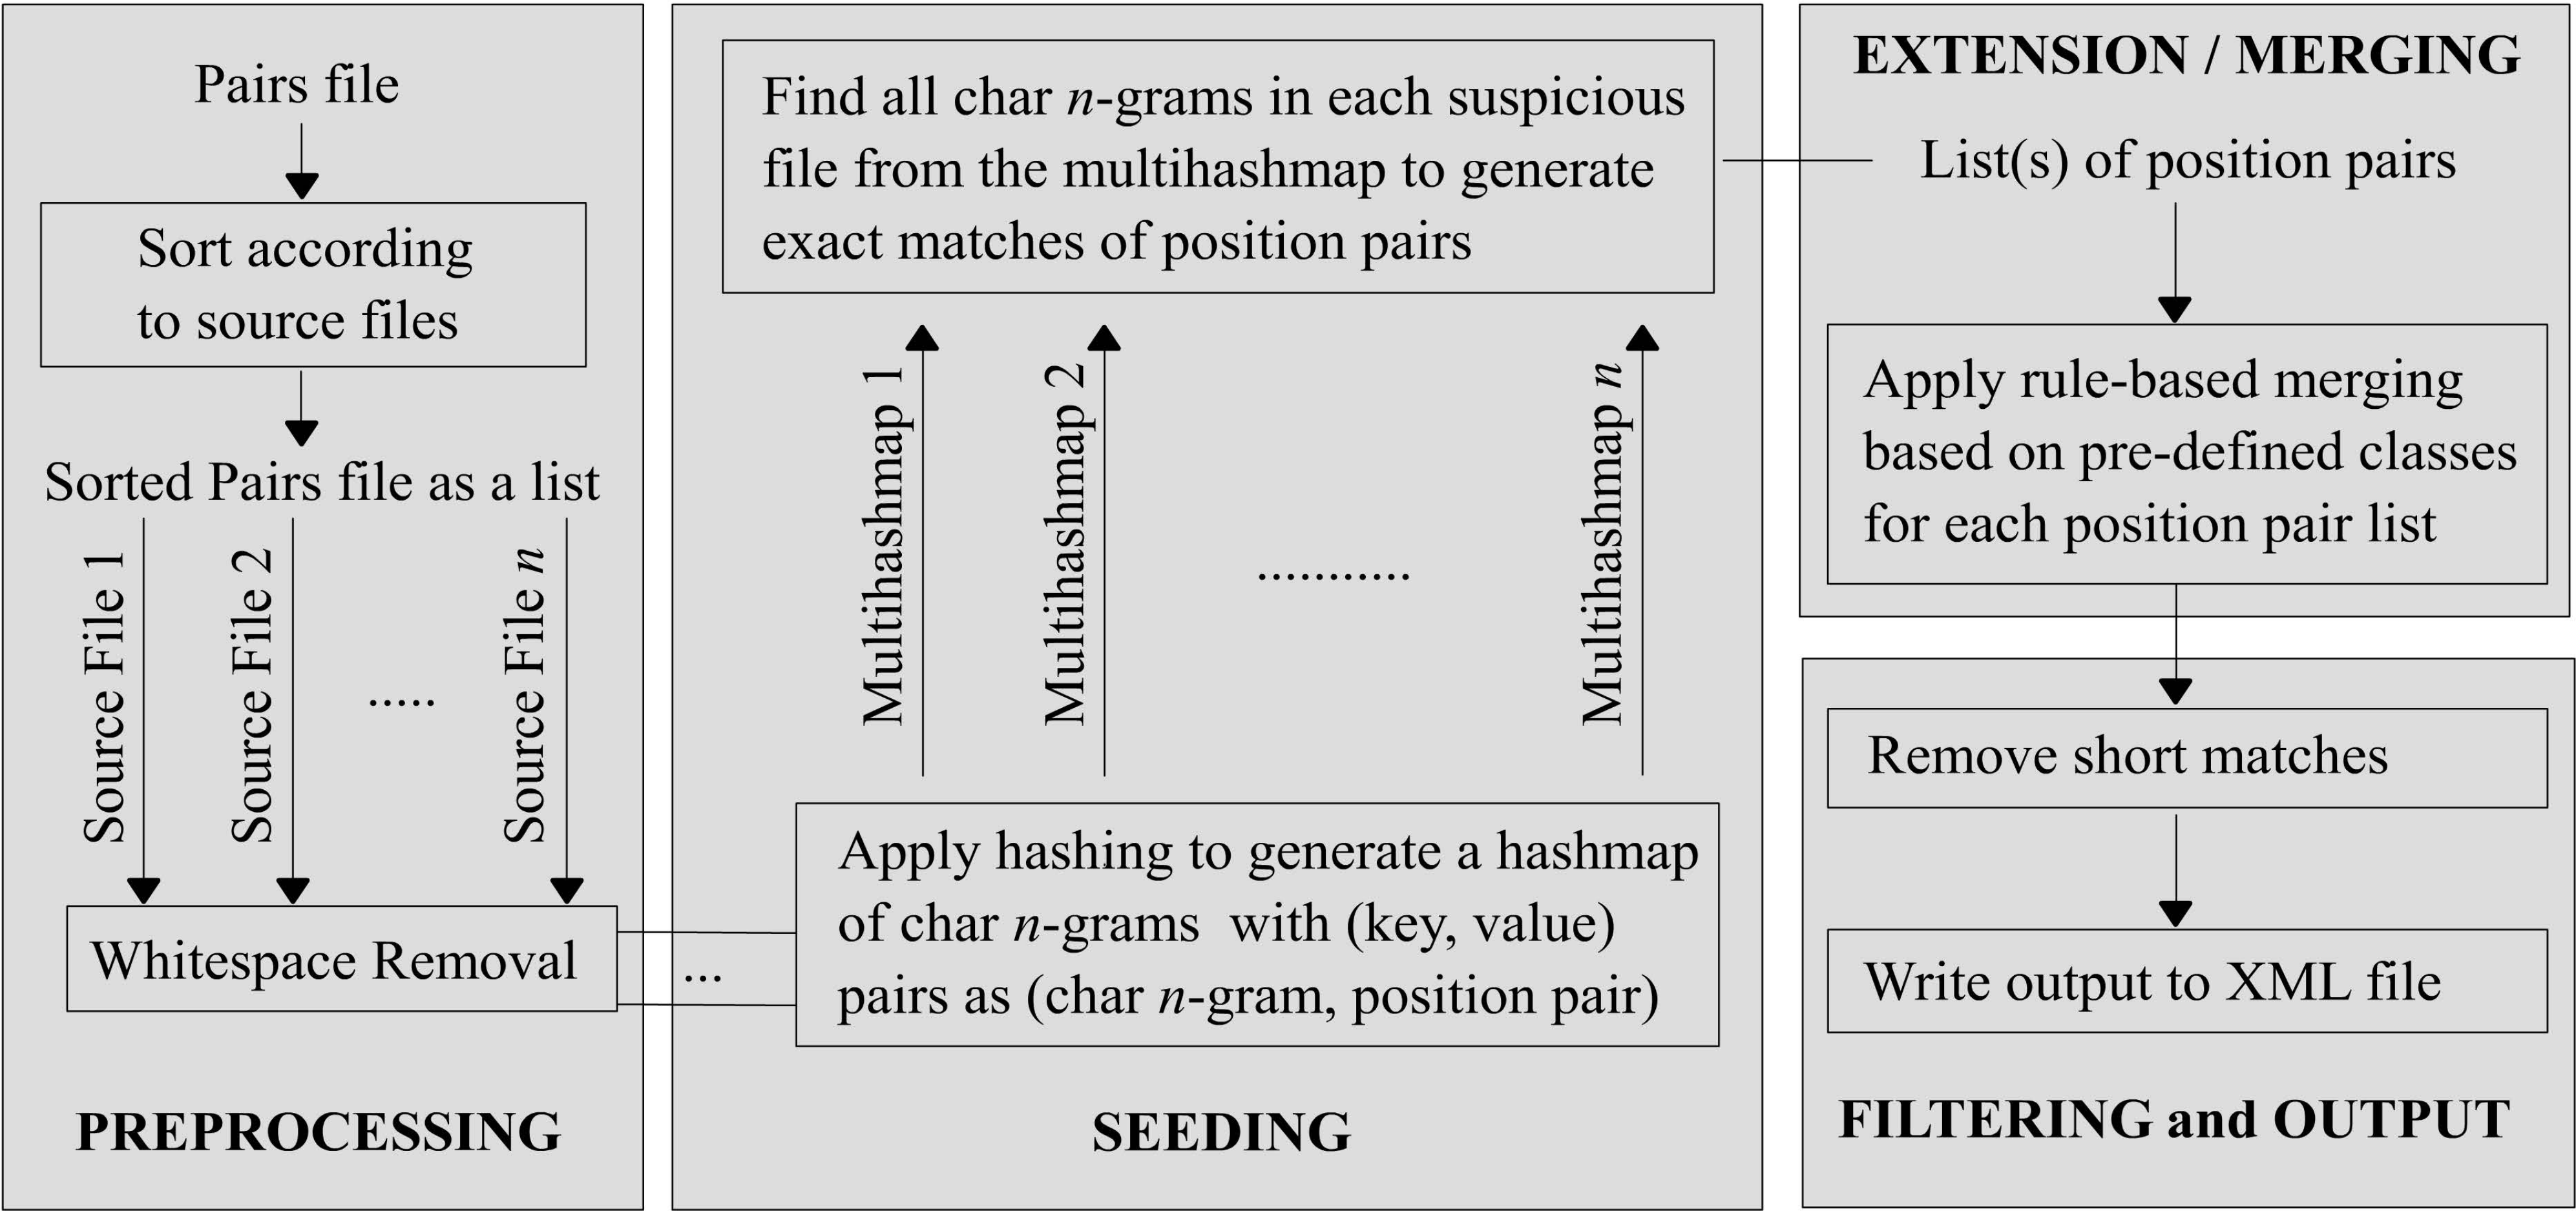 Pairs file
Sort according
to source files
Sorted Pairs file as a list
Source File 1
Source File 2
.....
Source File n
Whitespace Removal
PREPROCESSING
...
Find all char n-grams in each suspicious
file from the multihashmap to generate
exact matches of position pairs
Multihashmap 1
Multihashmap 2
...........
Multihashmap n
Apply hashing to generate a hashmap
of char n-grams with (key, value)
pairs as (char n-gram, position pair)
SEEDING
EXTENSION / MERGING
List(s) of position pairs
Apply rule-based merging
based on pre-defined classes
for each position pair list
Remove short matches
Write output to XML file
FILTERING and OUTPUT